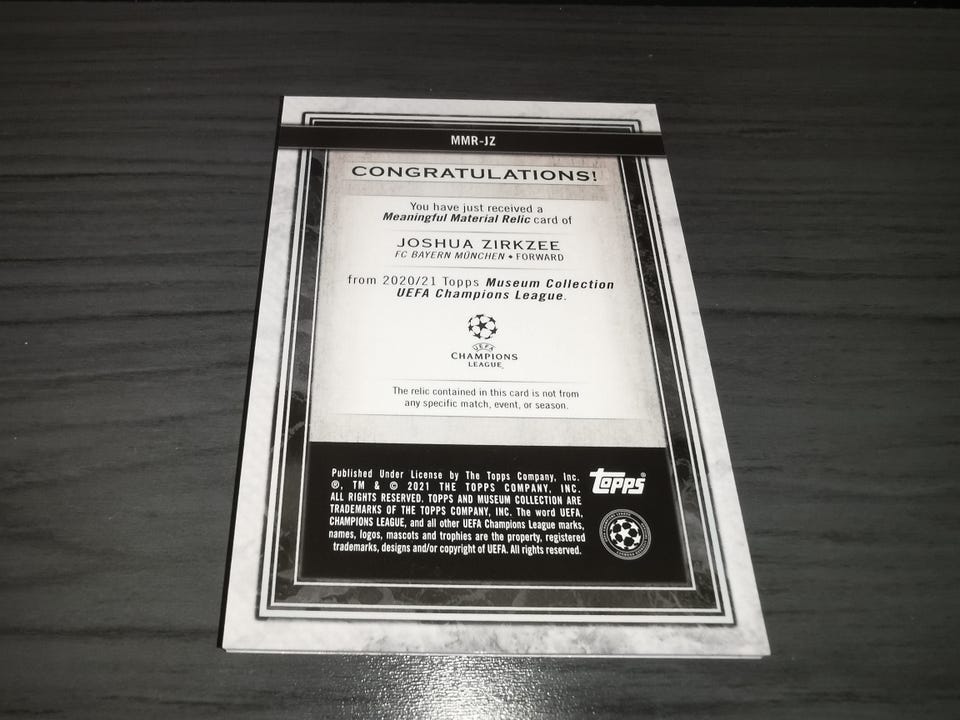 MMR-JZ
CONGRATULATIONS!
You have just received a
Meaningful Material Relic card of
JOSHUA ZIRKZEE
FC BAYERN MÜNCHEN • FORWARD
from 2020/21 Topps Museum Collection
UEFA Champions League.
UEFA
CHAMPIONS
LEAGUE
The relic contained in this card is not from
any specific match, event, or season.
Published Under License by The Topps Company, Inc.
®, TM & © 2021 THE TOPPS COMPANY, INC.
ALL RIGHTS RESERVED. TOPPS AND MUSEUM COLLECTION ARE
TRADEMARKS OF THE TOPPS COMPANY, INC. The word UEFA,
CHAMPIONS LEAGUE, and all other UEFA Champions League marks,
names, logos, mascots and trophies are the property, registered
trademarks, designs and/or copyright of UEFA. All rights reserved.
topps®